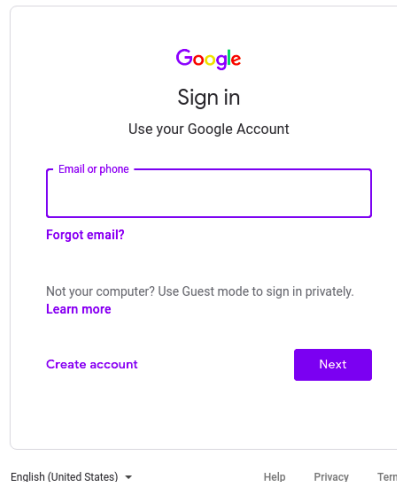 Google
Sign in
Use your Google Account
Email or phone
Forgot email?
Not your computer? Use Guest mode to sign in privately.
Learn more
Create account
Next
English (United States)
Help
Privacy